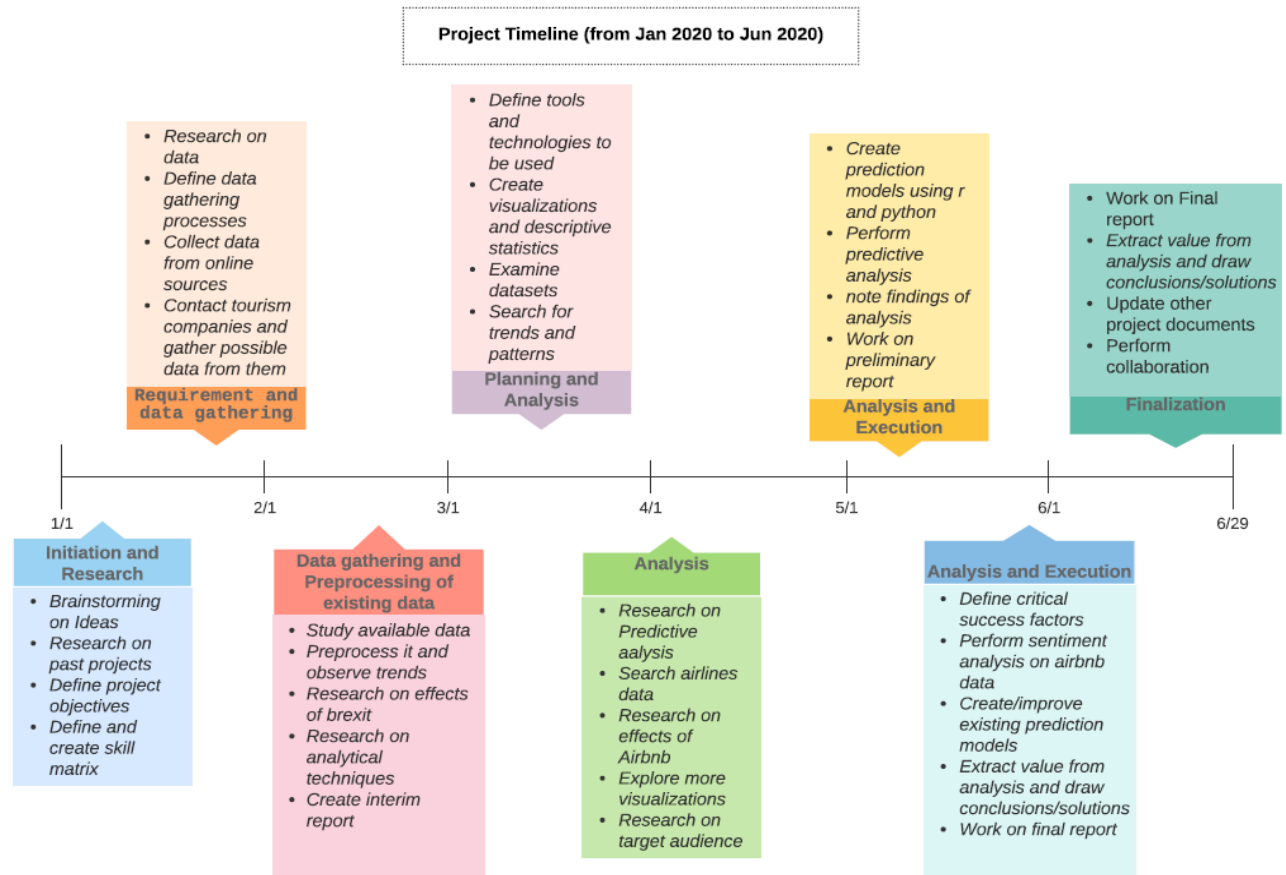 Project Timeline (from Jan 2020 to Jun 2020)
• Research on
data
• Define data
gathering
processes
• Collect data
from online
sources
• Contact tourism
companies and
gather possible
data from them
Requirement and
data gathering
• Define tools
and
technologies to
be used
• Create
visualizations
and descriptive
statistics
• Examine
datasets
• Search for
trends and
patterns
Planning and
Analysis
• Create
prediction
models using r
and python
• Perform
predictive
analysis
• note findings of
analysis
• Work on
preliminary
report
Analysis and
Execution
• Work on Final
report
• Extract value from
analysis and draw
conclusions/solutions
• Update other
project documents
• Perform
collaboration
Finalization
1/1
2/1
3/1
4/1
5/1
6/1
6/29
Initiation and
Research
• Brainstorming
on Ideas
• Research on
past projects
• Define project
objectives
• Define and
create skill
matrix
Data gathering and
Preprocessing of
existing data
• Study available data
• Preprocess it and
observe trends
• Research on effects
of brexit
• Research on
analytical
techniques
• Create interim
report
Analysis
• Research on
Predictive
aalysis
• Search airlines
data
• Research on
effects of
Airbnb
• Explore more
visualizations
• Research on
target audience
Analysis and Execution
• Define critical
success factors
• Perform sentiment
analysis on airbnb
data
• Create/improve
existing prediction
models
• Extract value from
analysis and draw
conclusions/solutions
• Work on final report